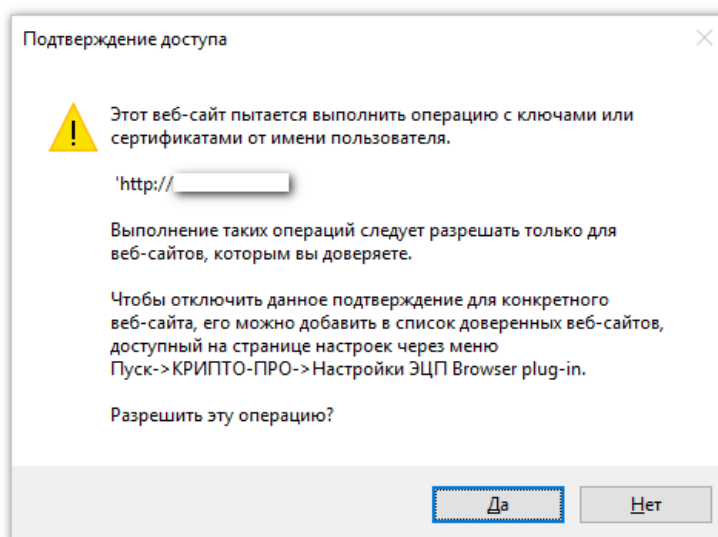 Подтверждение доступа
Этот веб-сайт пытается выполнить операцию с ключами или
сертификатами от имени пользователя.
'http://
Выполнение таких операций следует разрешать только для
веб-сайтов, которым вы доверяете.
Чтобы отключить данное подтверждение для конкретного
веб-сайта, его можно добавить в список доверенных веб-сайтов,
доступный на странице настроек через меню
Пуск->КРИПТО-ПРО->Настройки ЭЦП Browser plug-in.
Разрешить эту операцию?
Да
Нет